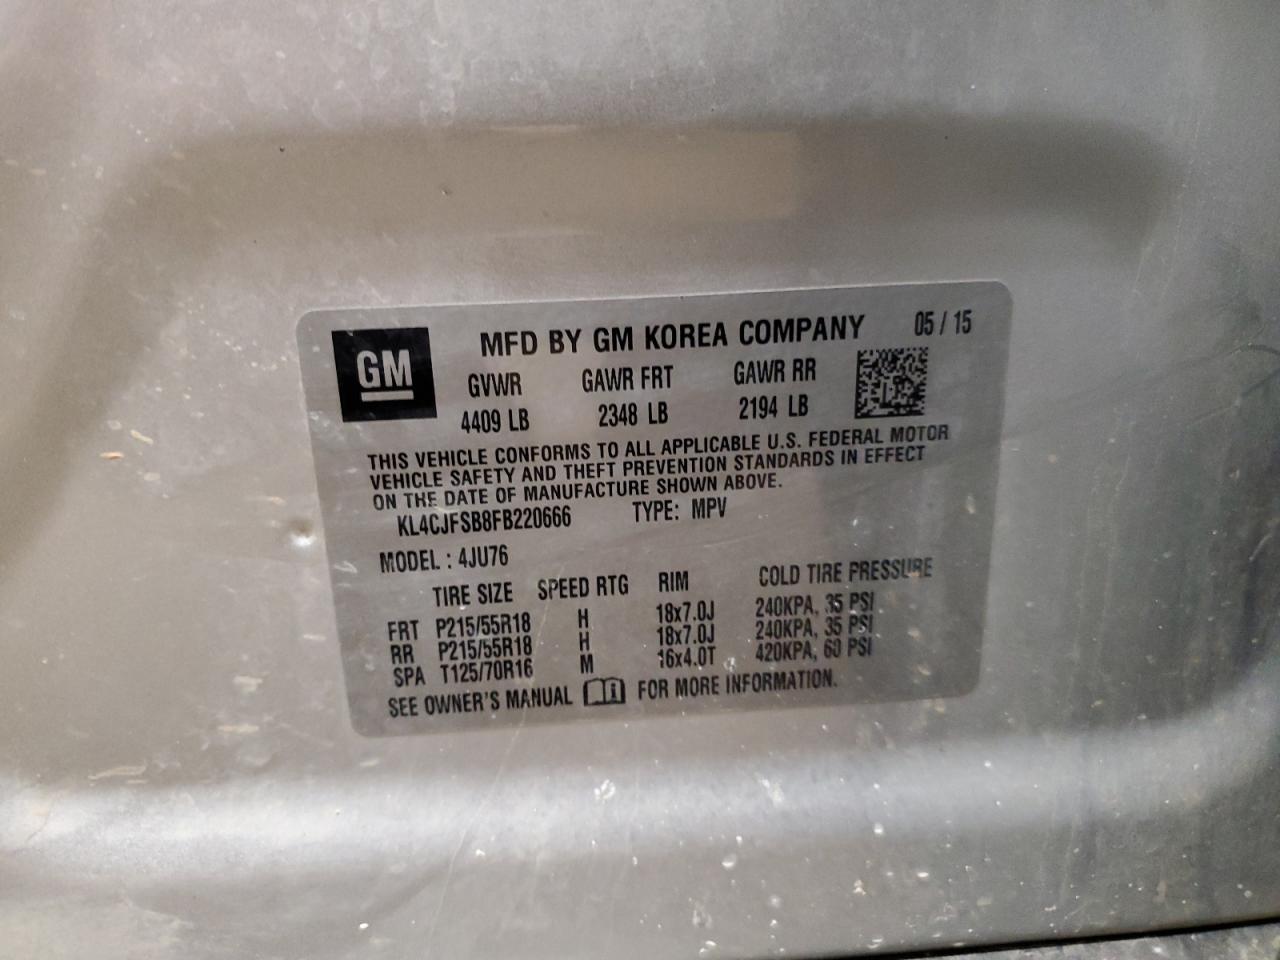 GM
MFD BY GM KOREA COMPANY 05 / 15
GVWR GAWR FRT GAWR RR
4409 LB 2348 LB 2194 LB
THIS VEHICLE CONFORMS TO ALL APPLICABLE U.S. FEDERAL MOTOR
VEHICLE SAFETY AND THEFT PREVENTION STANDARDS IN EFFECT
ON THE DATE OF MANUFACTURE SHOWN ABOVE.
KL4CJFSB8FB220666 TYPE: MPV
MODEL : 4JU76
TIRE SIZE SPEED RTG RIM COLD TIRE PRESSURE
FRT P215/55R18 H 18x7.0J 240KPA, 35 PSI
RR P215/55R18 H 18x7.0J 240KPA, 35 PSI
SPA T125/70R16 M 16x4.0T 420KPA, 60 PSI
SEE OWNER'S MANUAL FOR MORE INFORMATION.